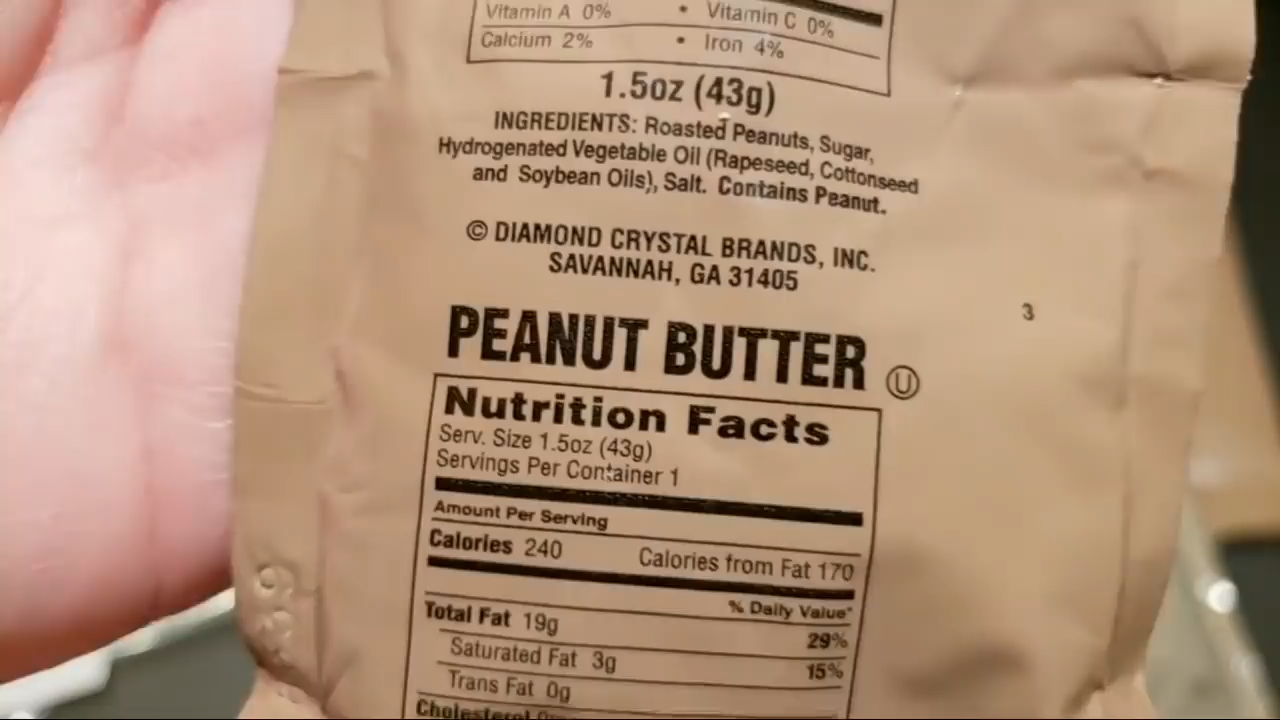 Vitamin A 0% • Vitamin C 0%
Calcium 2% • Iron 4%
1.5oz (43g)
INGREDIENTS: Roasted Peanuts, Sugar,
Hydrogenated Vegetable Oil (Rapeseed, Cottonseed
and Soybean Oils), Salt. Contains Peanut.
© DIAMOND CRYSTAL BRANDS, INC.
SAVANNAH, GA 31405
3
PEANUT BUTTER Ⓤ
Nutrition Facts
Serv. Size 1.5oz (43g)
Servings Per Container 1
Amount Per Serving
Calories 240 Calories from Fat 170
% Daily Value*
Total Fat 19g 29%
Saturated Fat 3g 15%
Trans Fat 0g
Cholesterol